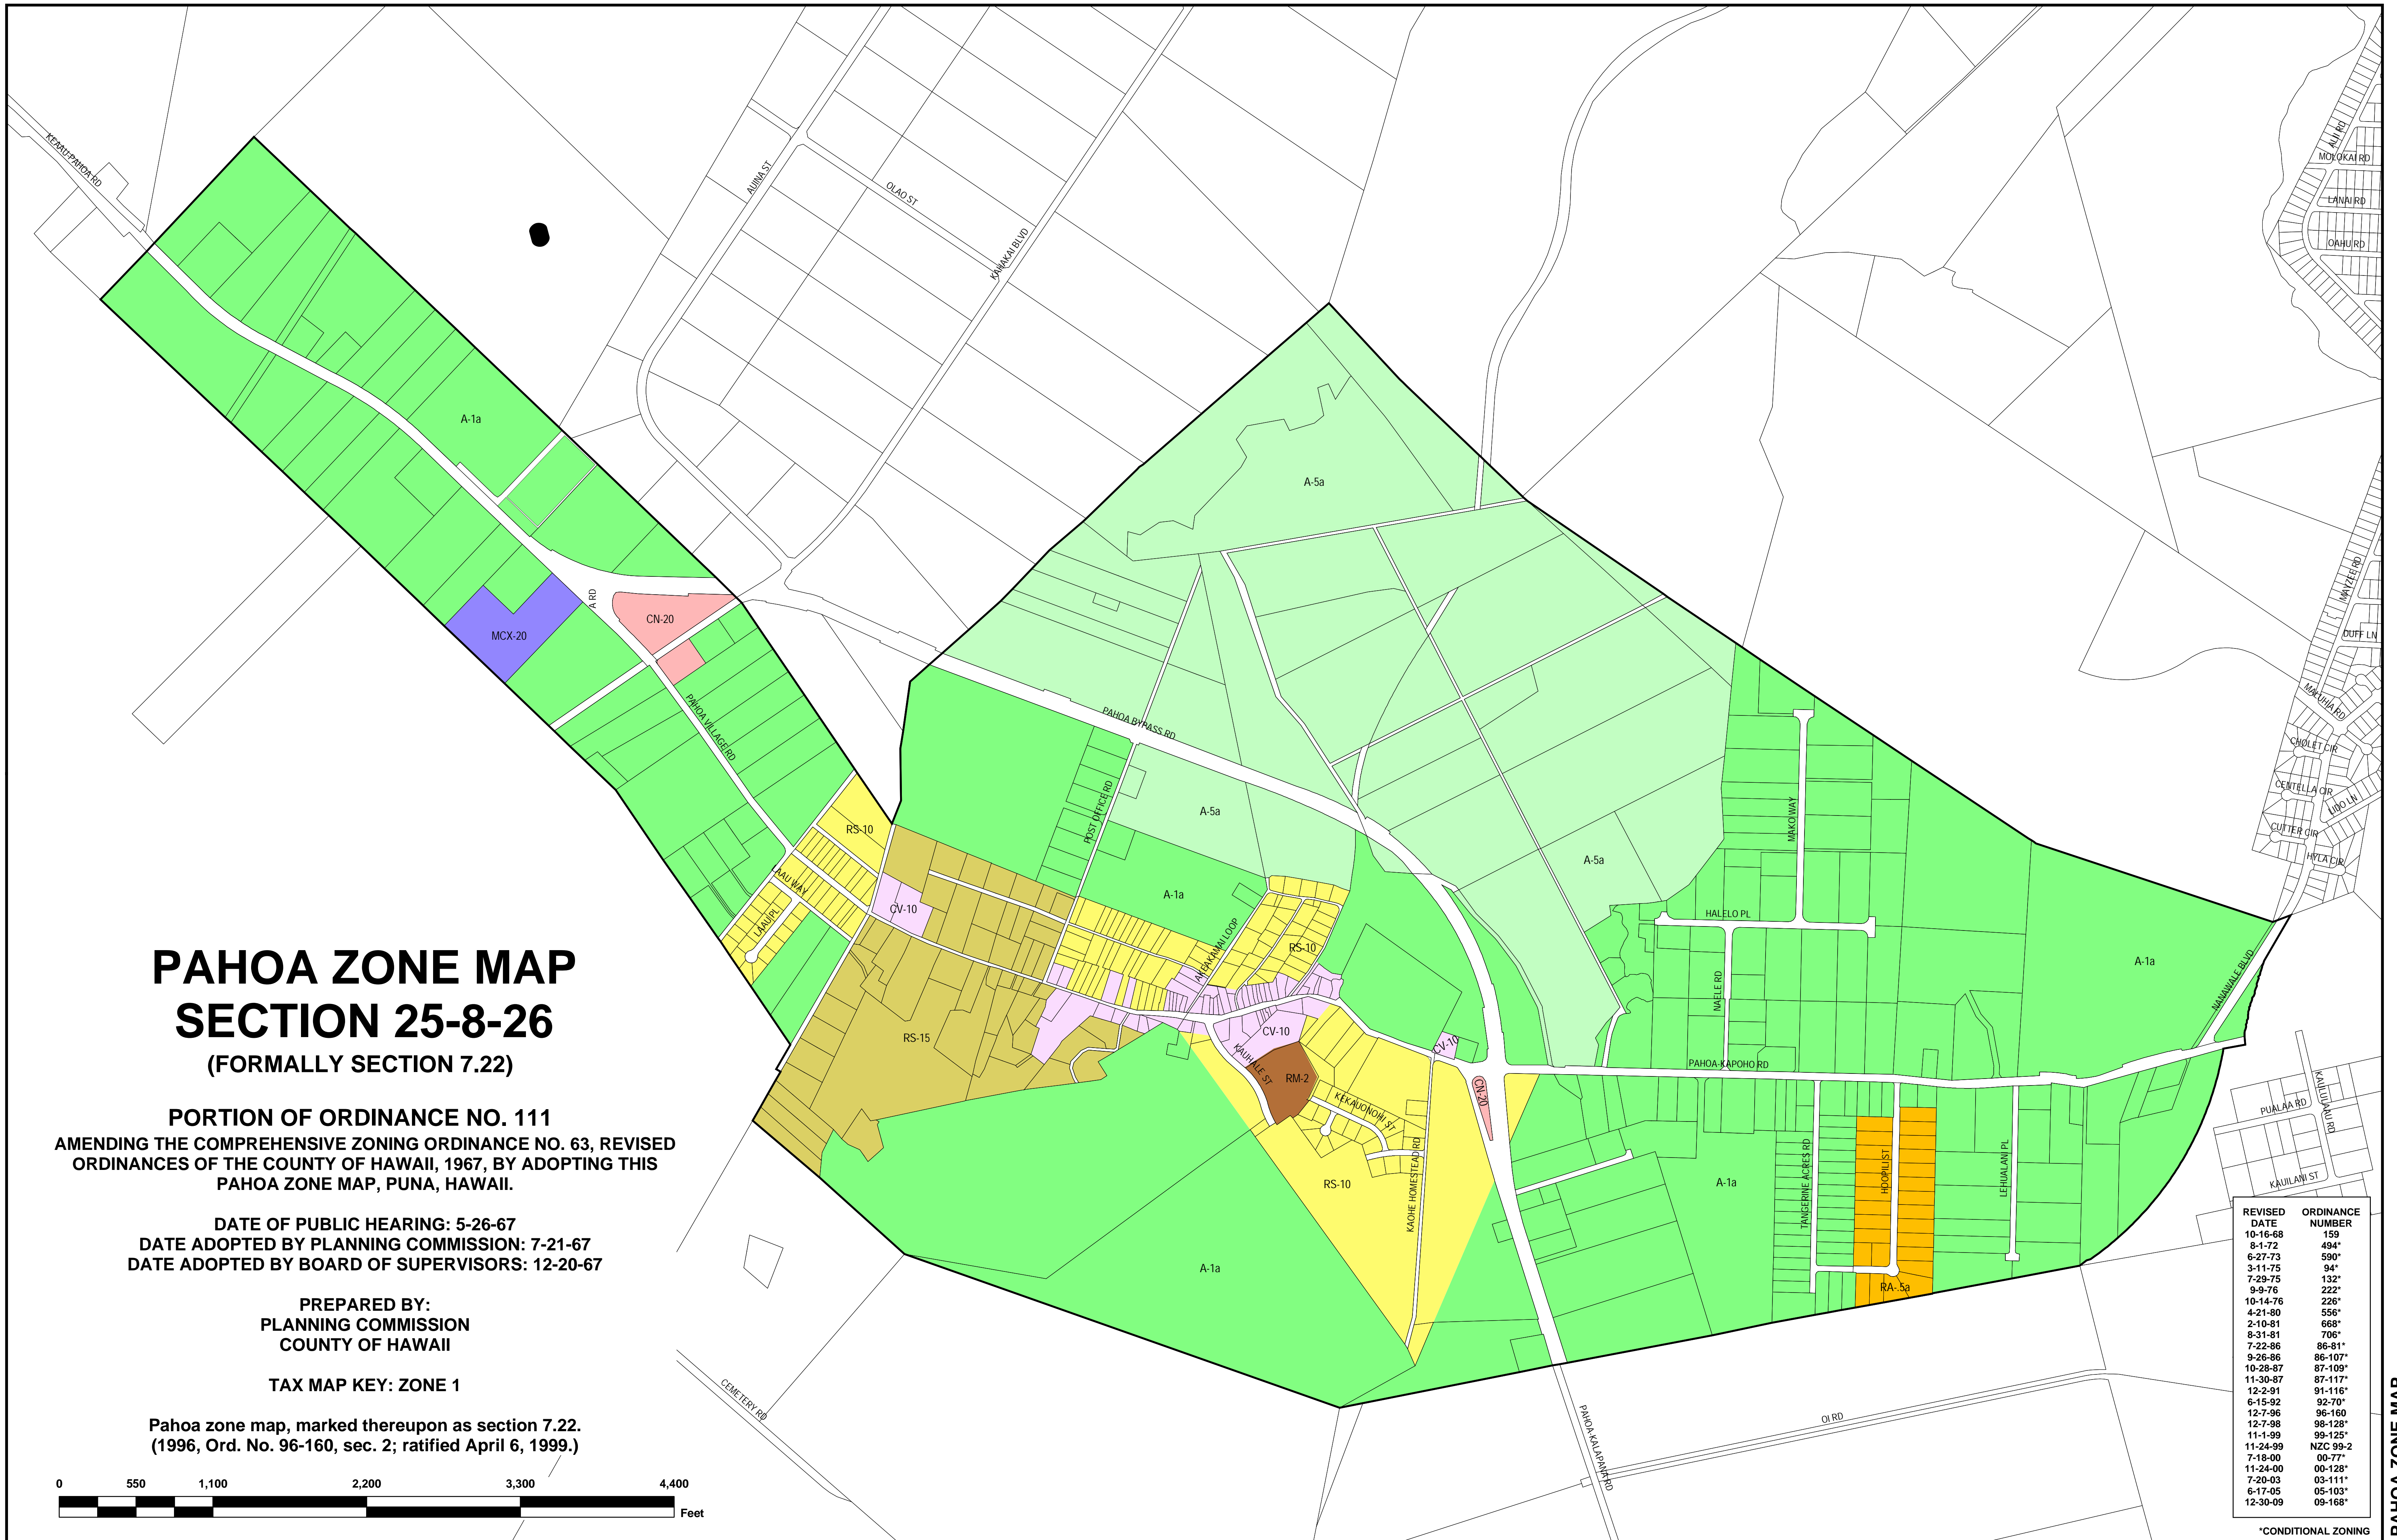 PAHOA ZONE MAP
SECTION 25-8-26
(FORMALLY SECTION 7.22)
PORTION OF ORDINANCE NO. 111
AMENDING THE COMPREHENSIVE ZONING ORDINANCE NO. 63, REVISED
ORDINANCES OF THE COUNTY OF HAWAII, 1967, BY ADOPTING THIS
PAHOA ZONE MAP, PUNA, HAWAII.
DATE OF PUBLIC HEARING: 5-26-67
DATE ADOPTED BY PLANNING COMMISSION: 7-21-67
DATE ADOPTED BY BOARD OF SUPERVISORS: 12-20-67
PREPARED BY:
PLANNING COMMISSION
COUNTY OF HAWAII
TAX MAP KEY: ZONE 1
Pahoa zone map, marked thereupon as section 7.22.
(1996, Ord. No. 96-160, sec. 2; ratified April 6, 1999.)
0 550 1,100 2,200 3,300 4,400
Feet
KEAAU-PAHOA RD
AUINA ST
OLAO ST
KAHAKAI BLVD
A-1a
MCX-20
A RD
CN-20
PAHOA VILLAGE RD
RS-10
LAAU WAY
LAAU PL
CV-10
RS-15
A-5a
PAHOA BYPASS RD
POST OFFICE RD
A-5a
A-1a
AKEAKAMAI LOOP
RS-10
A-5a
CV-10
KAUHALE ST
RM-2
KEKAUONOHI ST
CV-10
CN-20
RS-10
KAOHE HOMESTEAD RD
A-1a
MAKO WAY
HALELO PL
NAELE RD
PAHOA-KAPOHO RD
A-1a
NANAWALE BLVD
A-1a
TANGERINE ACRES RD
HOOPILI ST
RA-.5a
LEHUALANI PL
CEMETERY RD
PAHOA-KALAPANA RD
OI RD
ALII RD
MOLOKAI RD
LANAI RD
OAHU RD
MAYZEE RD
DUFF LN
MALUHIA RD
CHOLET CIR
CENTELLA CIR
LIDO LN
CUTTER CIR
HYLA CIR
PUALAA RD
KAULULAAU RD
KAUILANI ST
REVISED DATE ORDINANCE NUMBER
10-16-68 159
8-1-72 494*
6-27-73 590*
3-11-75 94*
7-29-75 132*
9-9-76 222*
10-14-76 226*
4-21-80 556*
2-10-81 668*
8-31-81 706*
7-22-86 86-81*
9-26-86 86-107*
10-28-87 87-109*
11-30-87 87-117*
12-2-91 91-116*
6-15-92 92-70*
12-7-96 96-160
12-7-98 98-128*
11-1-99 99-125*
11-24-99 NZC 99-2
7-18-00 00-77*
11-24-00 00-128*
7-20-03 03-111*
6-17-05 05-103*
12-30-09 09-168*
*CONDITIONAL ZONING
PAHOA ZONE MAP